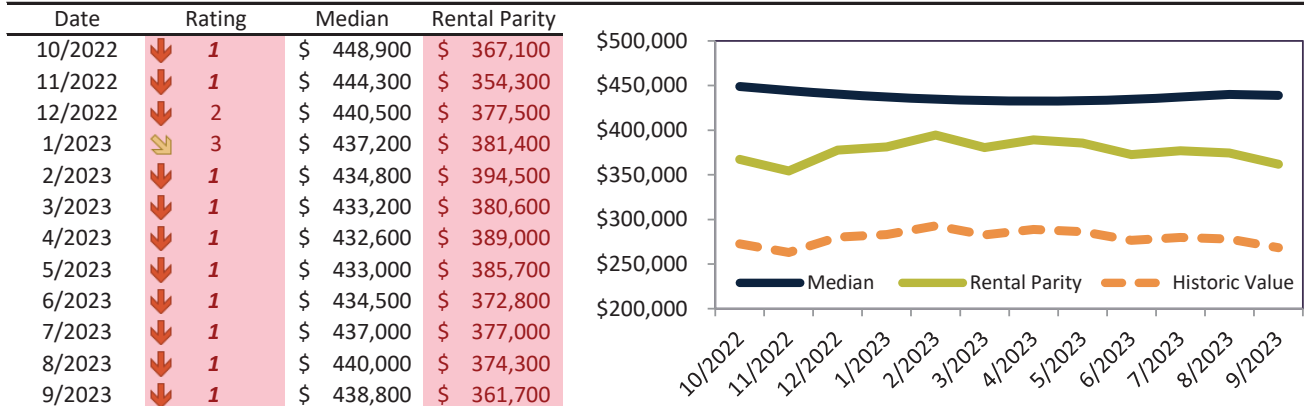 Date Rating Median Rental Parity
10/2022 1 $ 448,900 $ 367,100
11/2022 1 $ 444,300 $ 354,300
12/2022 2 $ 440,500 $ 377,500
1/2023 3 $ 437,200 $ 381,400
2/2023 1 $ 434,800 $ 394,500
3/2023 1 $ 433,200 $ 380,600
4/2023 1 $ 432,600 $ 389,000
5/2023 1 $ 433,000 $ 385,700
6/2023 1 $ 434,500 $ 372,800
7/2023 1 $ 437,000 $ 377,000
8/2023 1 $ 440,000 $ 374,300
9/2023 1 $ 438,800 $ 361,700
$500,000
$450,000
$400,000
$350,000
$300,000
$250,000
$200,000
Median Rental Parity Historic Value
10/2022 11/2022 12/2022 1/2023 2/2023 3/2023 4/2023 5/2023 6/2023 7/2023 8/2023 9/2023